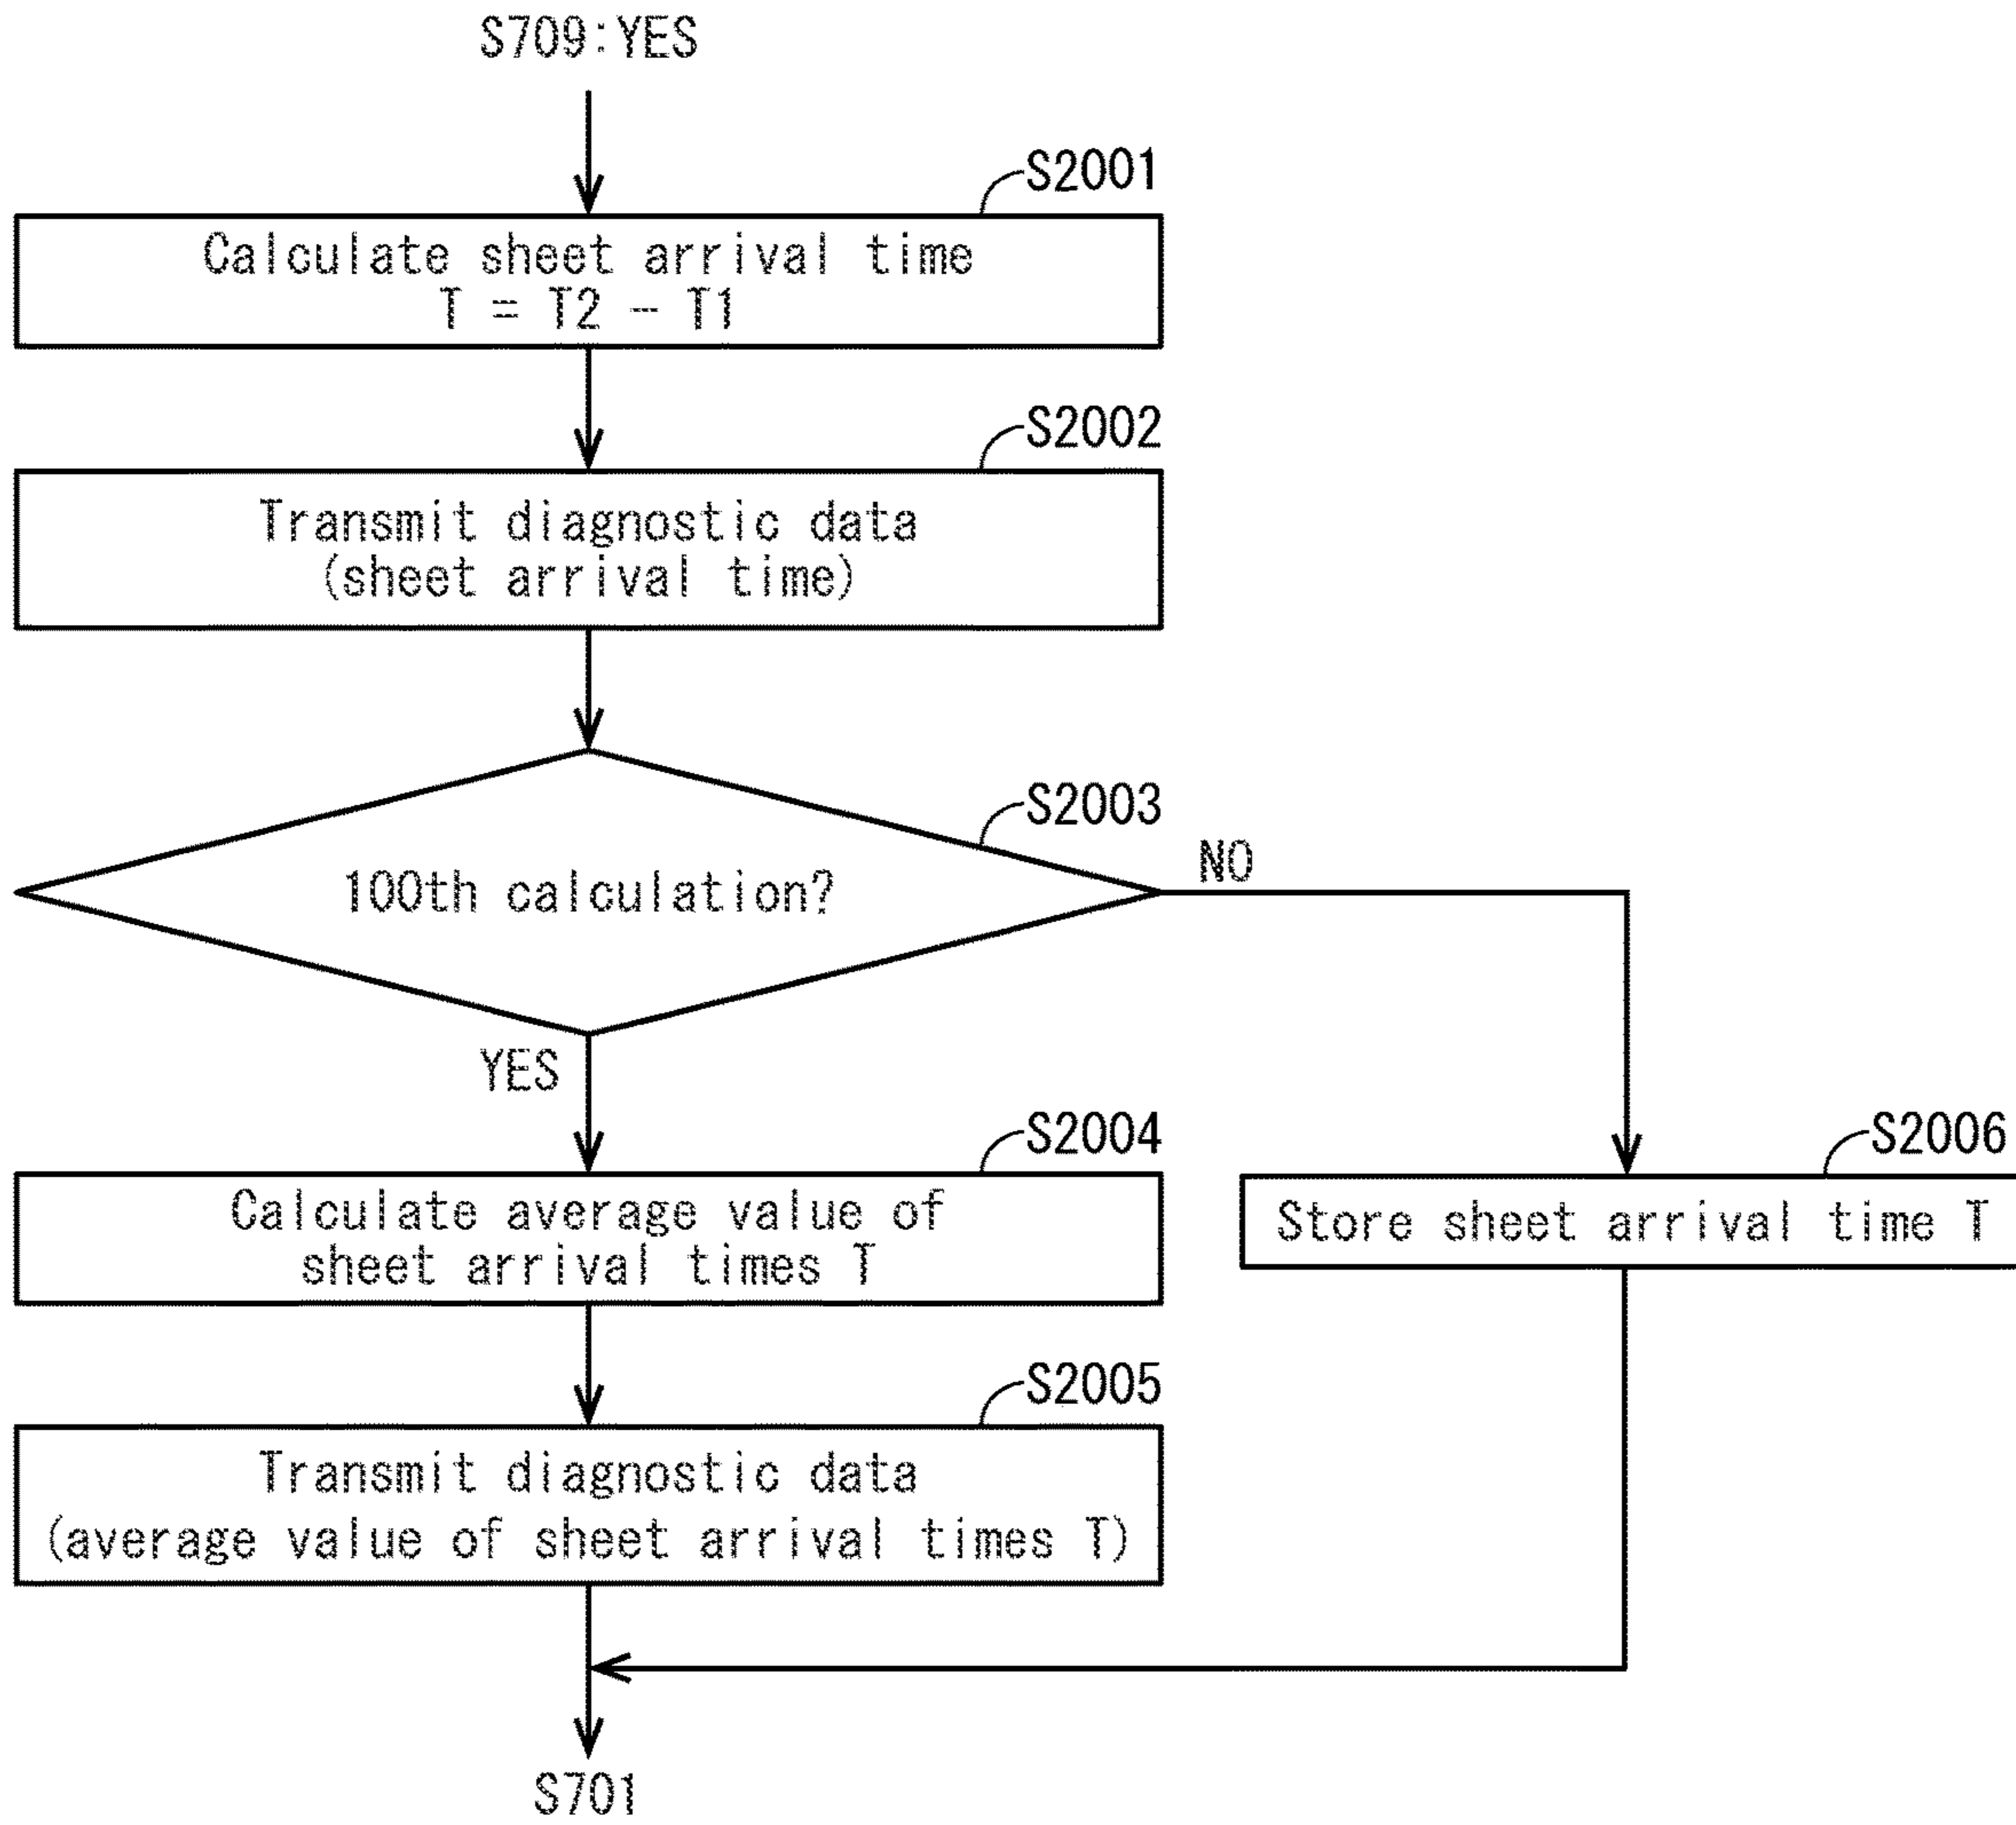 S709:YES
S2001
Calculate sheet arrival time
T = T2 - T1
S2002
Transmit diagnostic data
(sheet arrival time)
S2003
100th calculation?
NO
YES
S2004
Calculate average value of
sheet arrival times T
S2006
Store sheet arrival time T
S2005
Transmit diagnostic data
(average value of sheet arrival times T)
S701